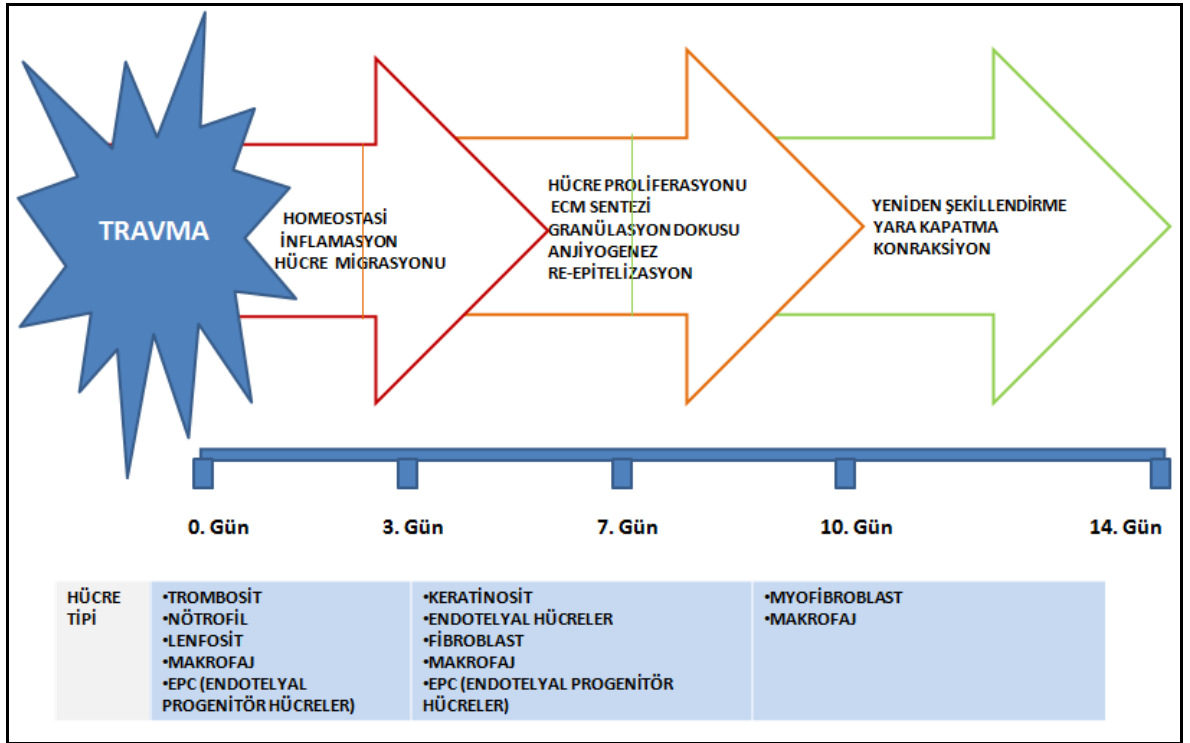 TRAVMA
HOMEOSTASİ
İNFLAMASYON
HÜCRE MİGRASYONU
HÜCRE PROLİFERASYONU
ECM SENTEZİ
GRANÜLASYON DOKUSU
ANJİYOGENEZ
RE-EPİTELİZASYON
YENİDEN ŞEKİLLENDİRME
YARA KAPATMA
KONRAKSİYON
0. Gün
3. Gün
7. Gün
10. Gün
14. Gün
HÜCRE
TİPİ
•TROMBOSİT
•NÖTROFİL
•LENFOSİT
•MAKROFAJ
•EPC (ENDOTELYAL
PROGENİTÖR HÜCRELER)
•KERATİNOSİT
•ENDOTELYAL HÜCRELER
•FİBROBLAST
•MAKROFAJ
•EPC (ENDOTELYAL PROGENİTÖR
HÜCRELER)
•MYOFİBROBLAST
•MAKROFAJ